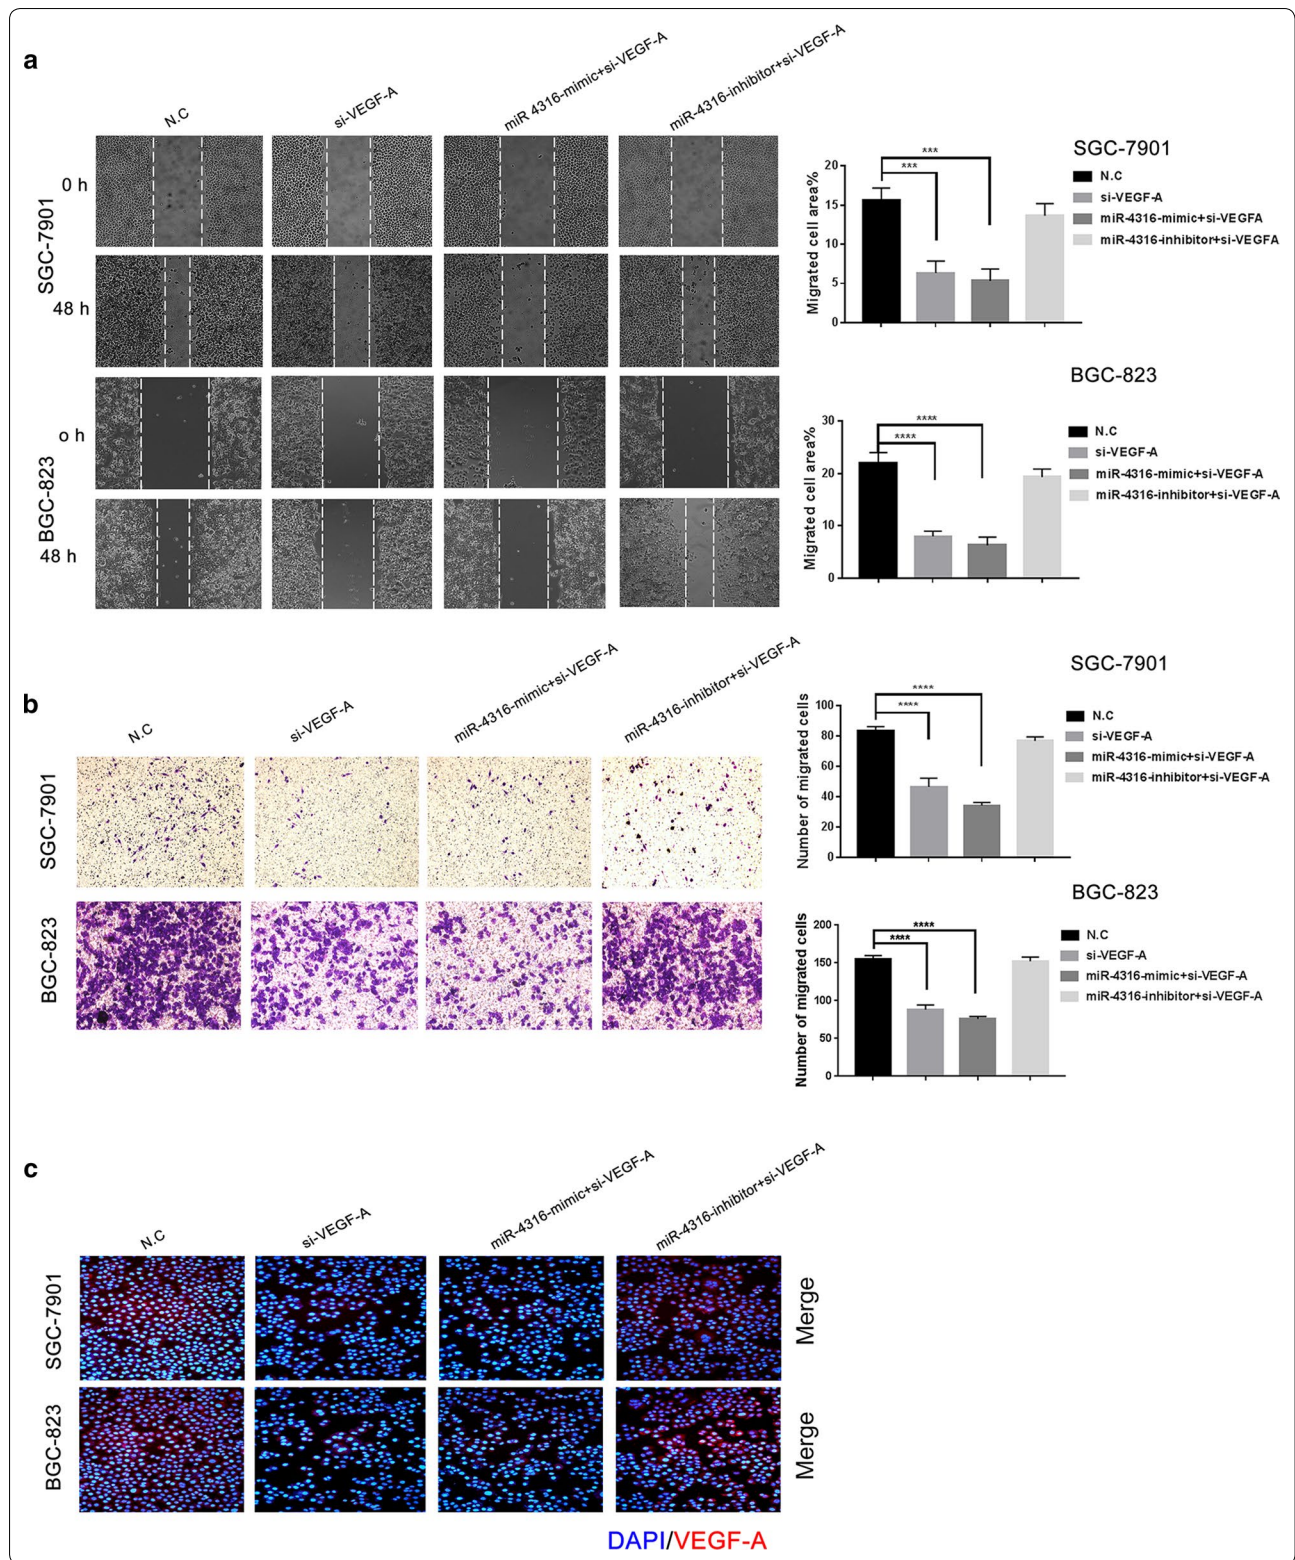 a
N.C
si-VEGF-A
miR 4316-mimic+si-VEGF-A
miR-4316-inhibitor+si-VEGF-A
SGC-7901
0 h
48 h
BGC-823
o h
48 h
SGC-7901
Migrated cell area%
20
15
10
5
0
***
***
N.C
si-VEGF-A
miR-4316-mimic+si-VEGFA
miR-4316-inhibitor+si-VEGFA
BGC-823
Migrated cell area%
30
20
10
0
****
****
N.C
si-VEGF-A
miR-4316-mimic+si-VEGF-A
miR-4316-inhibitor+si-VEGF-A
b
N.C
si-VEGF-A
miR-4316-mimic+si-VEGF-A
miR-4316-inhibitor+si-VEGF-A
SGC-7901
BGC-823
SGC-7901
Number of migrated cells
100
80
60
40
20
0
****
****
N.C
si-VEGF-A
miR-4316-mimic+si-VEGF-A
miR-4316-inhibitor+si-VEGF-A
BGC-823
Number of migrated cells
200
150
100
50
0
****
****
N.C
si-VEGF-A
miR-4316-mimic+si-VEGF-A
miR-4316-inhibitor+si-VEGF-A
c
N.C
si-VEGF-A
miR-4316-mimic+si-VEGF-A
miR-4316-inhibitor+si-VEGF-A
SGC-7901
Merge
BGC-823
Merge
DAPI/VEGF-A